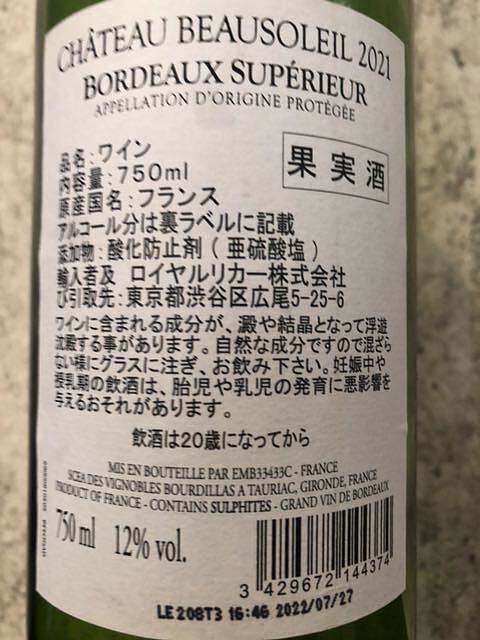 CHÂTEAU BEAUSOLEIL 2021
BORDEAUX SUPÉRIEUR
APPELLATION D'ORIGINE PROTÉGÉE
果実酒
品名:ワイン
内容量:750ml
原産国名:フランス
アルコール分は裏ラベルに記載
添加物:酸化防止剤(亜硫酸塩)
輸入者及 ロイヤルリカー株式会社
び引取先:東京都渋谷区広尾5-25-6
ワインに含まれる成分が、澱や結晶となって浮遊
沈殿する事があります。自然な成分ですので混ざら
ない様にグラスに注ぎ、お飲み下さい。妊娠中や
授乳期の飲酒は、胎児や乳児の発育に悪影響を
与えるおそれがあります。
飲酒は20歳になってから
MIS EN BOUTEILLE PAR EMB33433C - FRANCE
SCEA DES VIGNOBLES BOURDILLAS A TAURIAC, GIRONDE, FRANCE
PRODUCT OF FRANCE - CONTAINS SULPHITES - GRAND VIN DE BORDEAUX
750 ml 12% vol.
3 429672 144374
LE208T3 16:46 2022/07/27